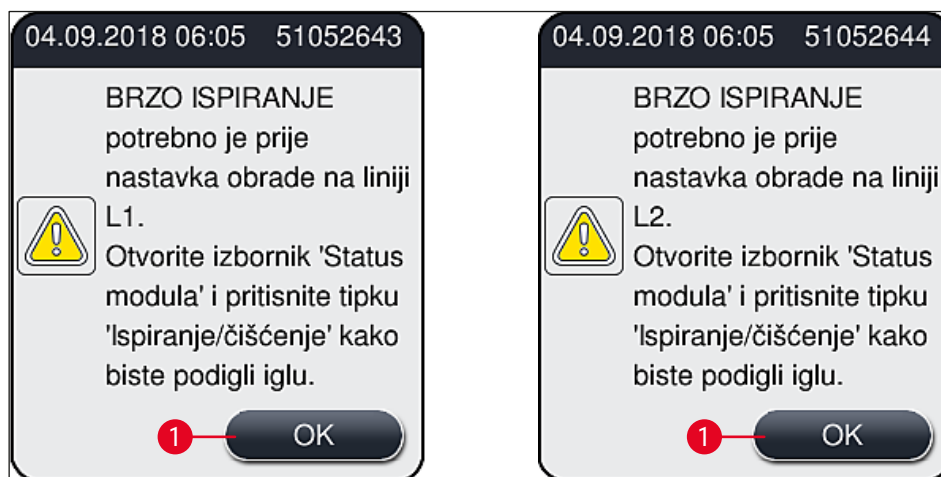 04.09.2018 06:05 51052643
BRZO ISPIRANJE
potrebno je prije
nastavka obrade na liniji
L1.
Otvorite izbornik 'Status
modula' i pritisnite tipku
'Ispiranje/čišćenje' kako
biste podigli iglu.
1
OK
04.09.2018 06:05 51052644
BRZO ISPIRANJE
potrebno je prije
nastavka obrade na liniji
L2.
Otvorite izbornik 'Status
modula' i pritisnite tipku
'Ispiranje/čišćenje' kako
biste podigli iglu.
1
OK